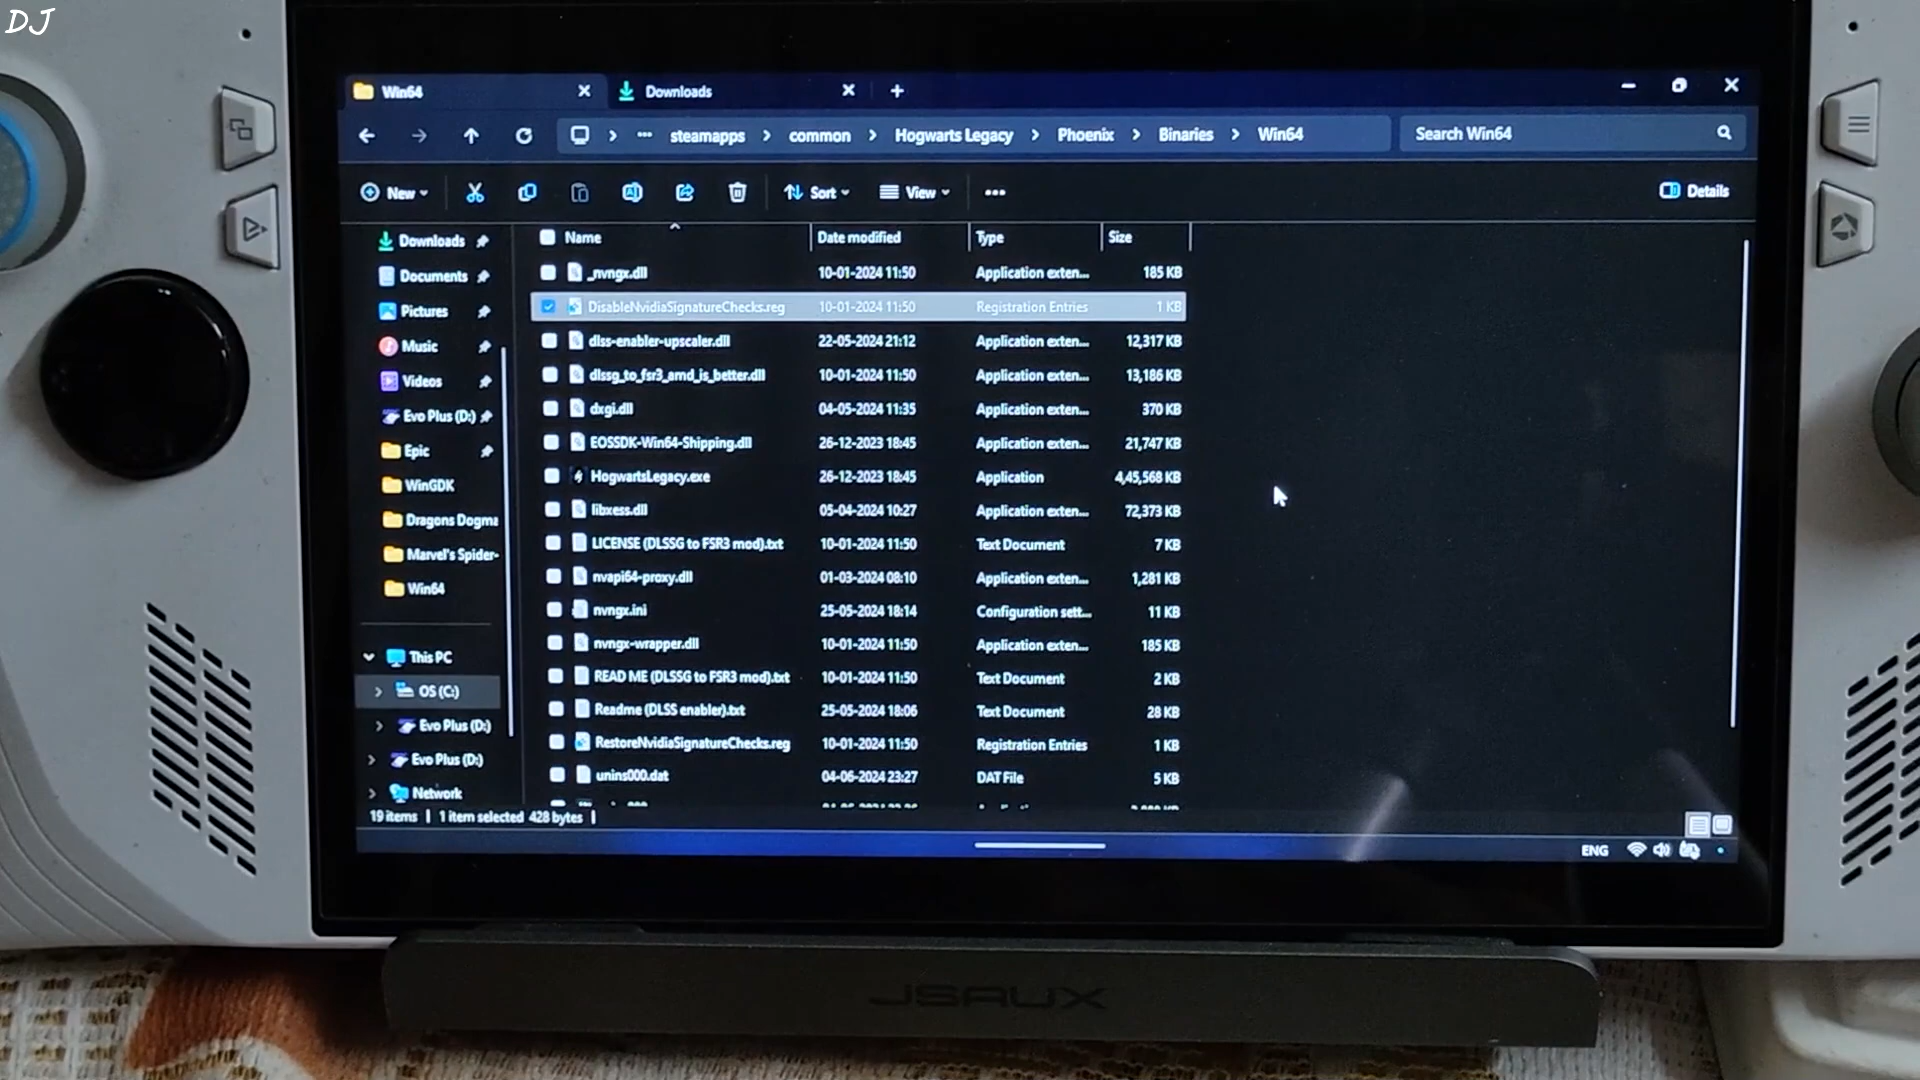 DJ
Win64
Downloads
steamapps > common > Hogwarts Legacy > Phoenix > Binaries > Win64
Search Win64
New
Sort
View
Details
Name Date modified Type Size
_nvngx.dll 10-01-2024 11:50 Application exten... 185 KB
DisableNvidiaSignatureChecks.reg 10-01-2024 11:50 Registration Entries 1 KB
dlss-enabler-upscaler.dll 22-05-2024 21:12 Application exten... 12,317 KB
dlssg_to_fsr3_amd_is_better.dll 10-01-2024 11:50 Application exten... 13,186 KB
dxgi.dll 04-05-2024 11:35 Application exten... 370 KB
EOSSDK-Win64-Shipping.dll 26-12-2023 18:45 Application exten... 21,747 KB
HogwartsLegacy.exe 26-12-2023 18:45 Application 4,45,568 KB
libxess.dll 05-04-2024 10:27 Application exten... 72,373 KB
LICENSE (DLSSG to FSR3 mod).txt 10-01-2024 11:50 Text Document 7 KB
nvapi64-proxy.dll 01-03-2024 08:10 Application exten... 1,281 KB
nvngx.ini 25-05-2024 18:14 Configuration sett... 11 KB
nvngx-wrapper.dll 10-01-2024 11:50 Application exten... 185 KB
READ ME (DLSSG to FSR3 mod).txt 10-01-2024 11:50 Text Document 2 KB
Readme (DLSS enabler).txt 25-05-2024 18:06 Text Document 28 KB
RestoreNvidiaSignatureChecks.reg 10-01-2024 11:50 Registration Entries 1 KB
unins000.dat 04-06-2024 23:27 DAT File 5 KB
Downloads
Documents
Pictures
Music
Videos
Evo Plus (D:)
Epic
WinGDK
Dragons Dogma
Marvel's Spider-
Win64
This PC
OS (C:)
Evo Plus (D:)
Evo Plus (D:)
Network
19 items | 1 item selected 428 bytes |
ENG
JSAUX